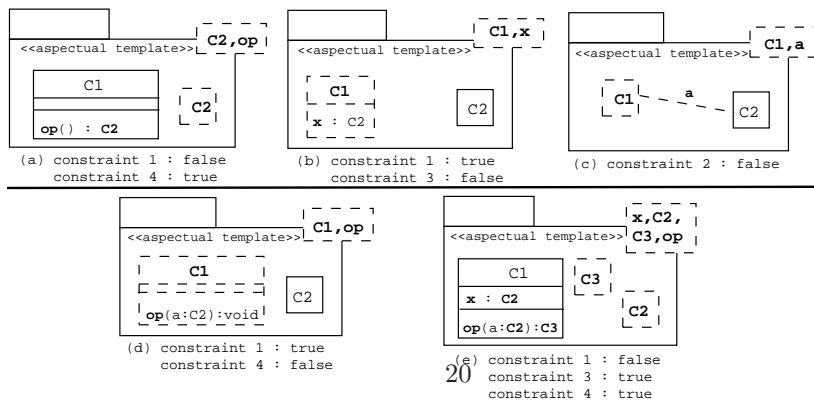 C2,op
<<aspectual template>>
C1
C2
op() : C2
(a) constraint 1 : false
constraint 4 : true
C1,x
<<aspectual template>>
C1
x : C2
C2
(b) constraint 1 : true
constraint 3 : false
C1,a
<<aspectual template>>
C1
a
C2
(c) constraint 2 : false
C1,op
<<aspectual template>>
C1
C2
op(a:C2):void
(d) constraint 1 : true
constraint 4 : false
x,C2,
C3,op
<<aspectual template>>
C1
C3
x : C2
C2
op(a:C2):C3
(e) constraint 1 : false
constraint 3 : true
constraint 4 : true
20